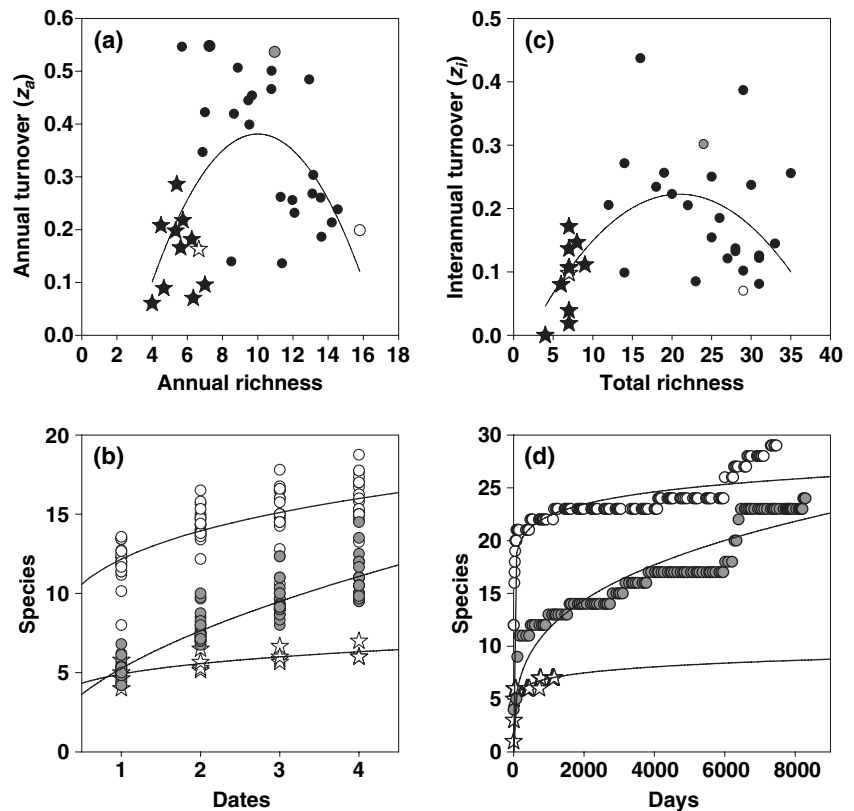 (a)
Annual turnover (za)
0.6
0.5
0.4
0.3
0.2
0.1
0.0
0 2 4 6 8 10 12 14 16 18
Annual richness
(c)
Interannual turnover (zi)
0.5
0.4
0.3
0.2
0.1
0.0
0 5 10 15 20 25 30 35 40
Total richness
(b)
Species
20
15
10
5
0
1 2 3 4
Dates
(d)
Species
30
25
20
15
10
5
0
0 2000 4000 6000 8000
Days